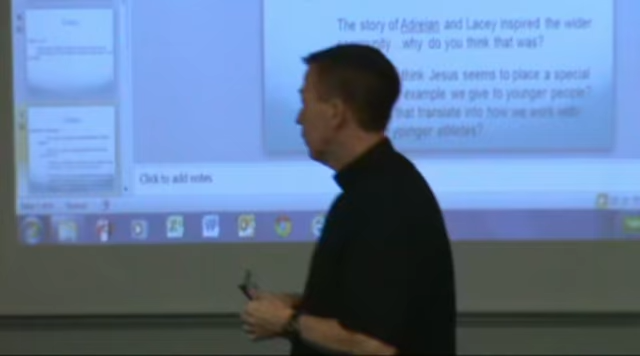 The story of Adreian and Lacey inspired the wider
why do you think that was?
think Jesus seems to place a special
example we give to younger people?
that translate into how we work with
younger athletes?
Click to add notes